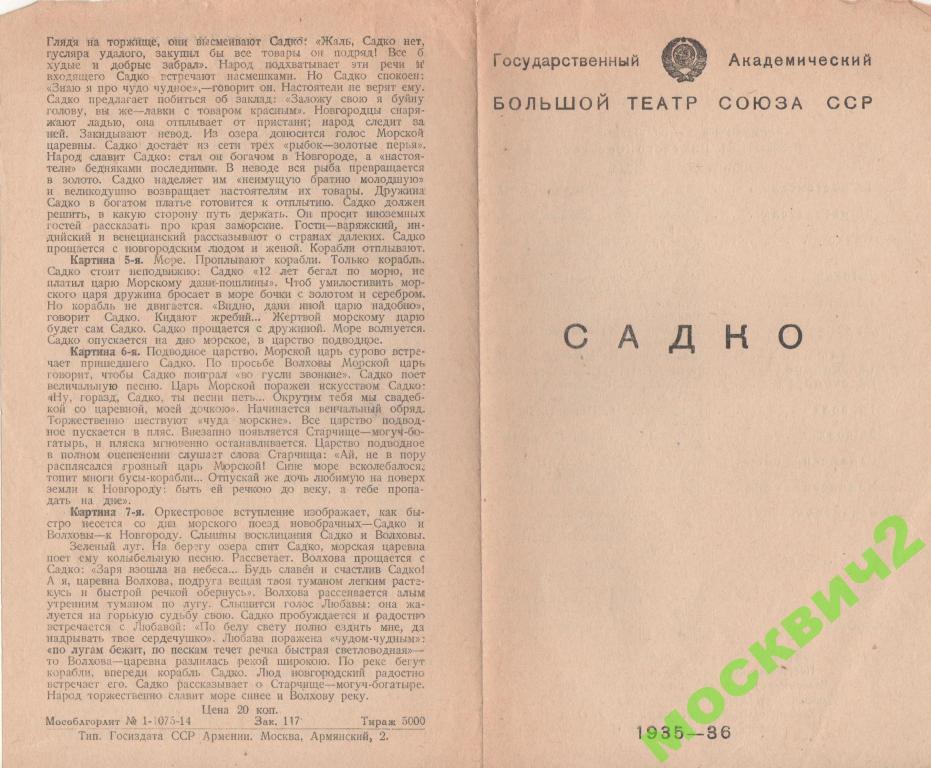 Глядя на торжище, они высмеивают Садко: «Жаль, Садко нет,
гусляра удалого, закупил бы все товары он подряд! Все б
худые и добрые забрал». Народ подхватывает эти речи и
входящего Садко встречают насмешками. Но Садко спокоен:
«Знаю я про чудо чудное»,—говорит он. Настоятели не верят ему.
Садко предлагает побиться об заклад: «Заложу свою я буйну
голову, вы же—лавки с товаром красным». Новгородцы снаря-
жают ладью, она отплывает от пристани; народ следит за
ней. Закидывают невод. Из озера доносится голос Морской
царевны. Садко достает из сети трех «рыбок—золотые перья».
Народ славит Садко: стал он богачом в Новгороде, а «настоя-
тели» бедняками последними. В неводе вся рыба превращается
в золото. Садко наделяет им «неимущую братию молодшую»
и великодушно возвращает настоятелям их товары. Дружина
Садко в богатом платье готовится к отплытию. Садко должен
решить, в какую сторону путь держать. Он просит иноземных
гостей рассказать про края заморские. Гости—варяжский, ин-
дийский и венецианский рассказывают о странах далеких. Садко
прощается с новгородским людом и женой. Корабли отплывают.
Картина 5-я. Море. Проплывают корабли. Только корабль.
Садко стоит неподвижно: Садко «12 лет бегал по морю, не
платил царю Морскому дани-пошлины». Чтоб умилостивить мор-
ского царя дружина бросает в море бочки с золотом и серебром.
Но корабль не двигается. «Видно, дани иной царю надобно»,
говорит Садко. Кидают жребий... Жертвой морскому царю
будет сам Садко. Садко прощается с дружиной. Море волнуется.
Садко опускается на дно морское, в царство подводное.
Картина 6-я. Подводное царство. Морской царь сурово встре-
чает пришедшего Садко. По просьбе Волховы Морской царь
говорит, чтобы Садко поиграл «во гусли звонкие». Садко поет
величальную песню. Царь Морской поражен искусством Садко:
«Ну, горазд, Садко, ты песни петь... Окрутим тебя мы свадеб-
кой со царевной, моей дочкою». Начинается венчальный обряд.
Торжественно шествуют «чуда морские». Все царство подвод-
ное пускается в пляс. Внезапно появляется Старчище—могуч-бо-
гатырь, и пляска мгновенно останавливается. Царство подводное
в полном оцепенении слушает слова Старчища: «Ай, не в пору
расплясался грозный царь Морской! Сине море всколебалося,
топит многи бусы-корабли... Отпускай же дочь любимую на поверх
земли к Новгороду: быть ей речкою до веку, а тебе пропа-
дать на дне».
Картина 7-я. Оркестровое вступление изображает, как бы-
стро несется со дна морского поезд новобрачных—Садко и
Волховы—к Новгороду. Слышны восклицания Садко и Волховы.
Зеленый луг. На берегу озера спит Садко, морская царевна
поет ему колыбельную песню. Рассветает. Волхова прощается с
Садко: «Заря взошла на небеса... Будь славен и счастлив Садко!
А я, царевна Волхова, подруга вещая твоя туманом легким расте-
кусь и быстрой речкой обернусь». Волхова рассеивается алым
утренним туманом по лугу. Слышится голос Любавы: она жа-
луется на горькую судьбу свою. Садко пробуждается и радостно
встречается с Любавой: «По белу свету полно ездить мне, да
надрывать твое сердечушко». Любава поражена «чудом-чудным»:
«по лугам бежит, по пескам течет речка быстрая светловодная»—
то Волхова—царевна разлилась рекой широкою. По реке бегут
корабли, впереди корабль Садко. Люд новгородский радостно
встречает его. Садко рассказывает о Старчище—могуч-богатыре.
Народ торжественно славит море синее и Волхову реку.
Цена 20 коп.
Мособлгорлит № 1-1075-14 Зак. 117 Тираж 5000
Тип. Госиздата ССР Армении. Москва, Армянский, 2.
Государственный Академический
БОЛЬШОЙ ТЕАТР СОЮЗА ССР
САДКО
1935—36
МОСКВИЧ2